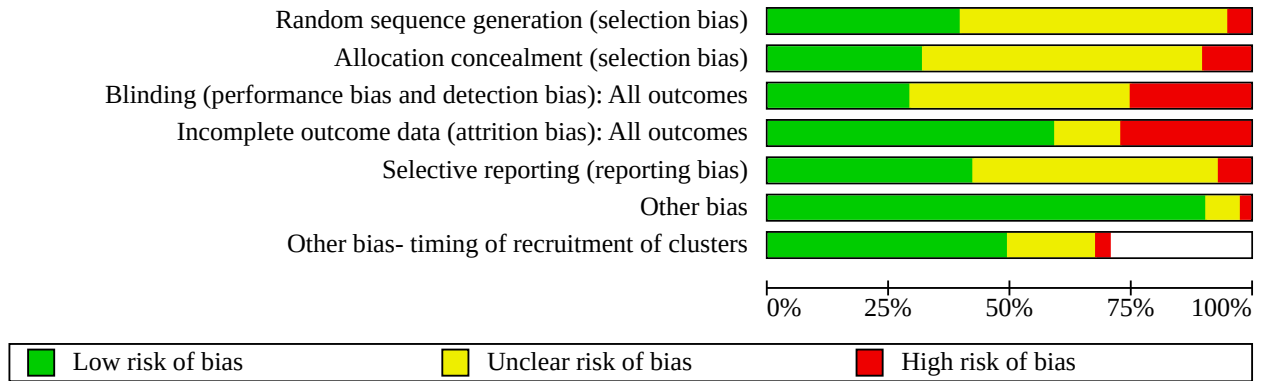 Random sequence generation (selection bias)
Allocation concealment (selection bias)
Blinding (performance bias and detection bias): All outcomes
Incomplete outcome data (attrition bias): All outcomes
Selective reporting (reporting bias)
Other bias
Other bias- timing of recruitment of clusters
0% 25% 50% 75% 100%
Low risk of bias Unclear risk of bias High risk of bias